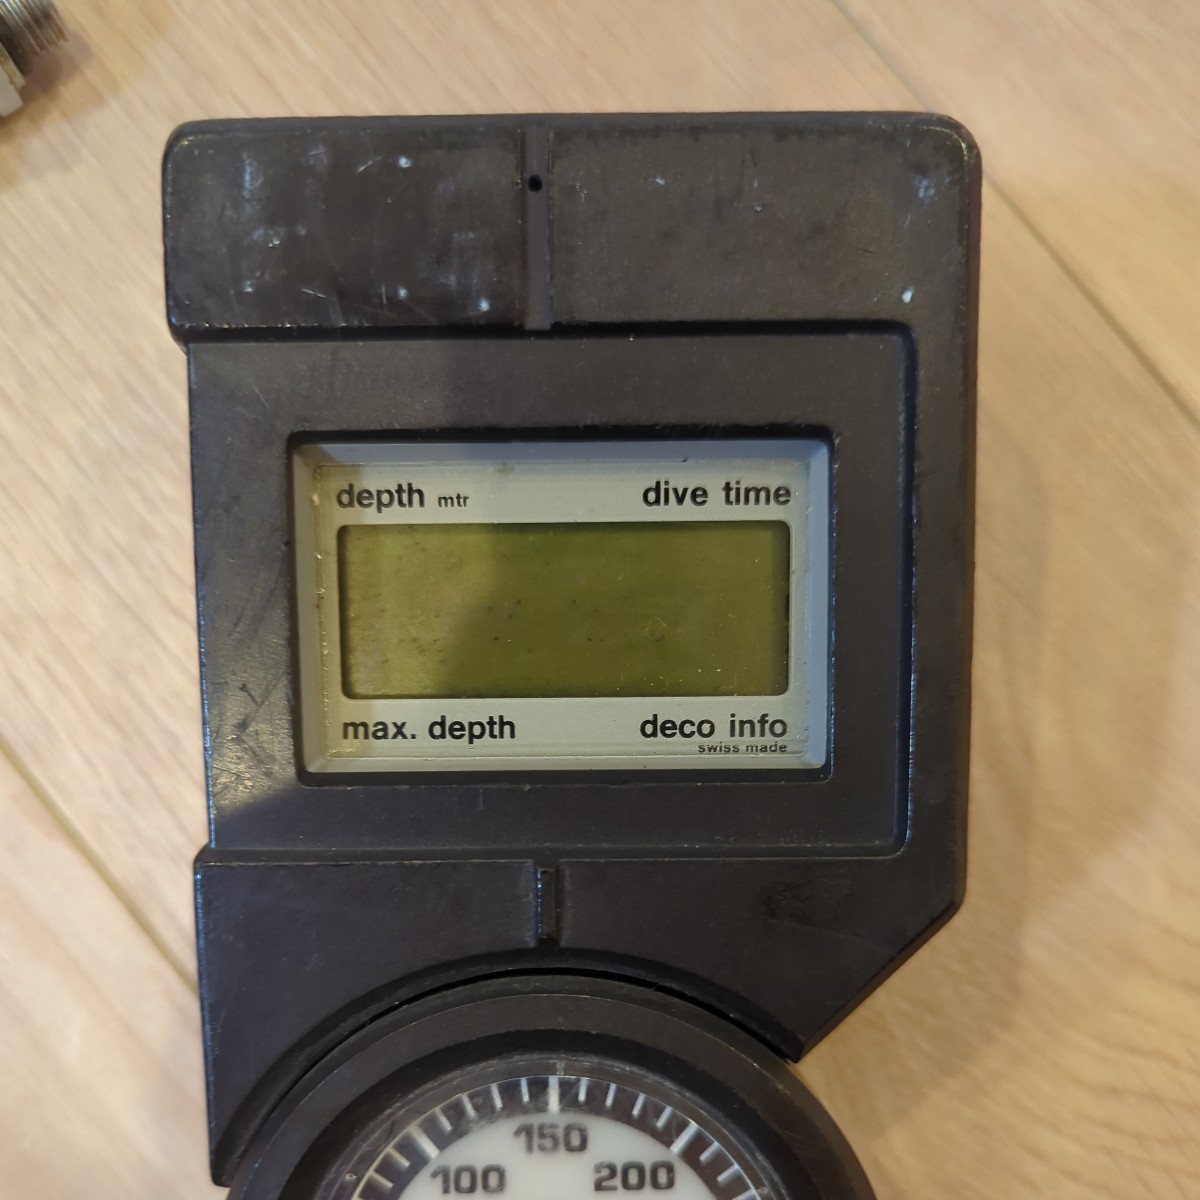 depth mtr dive time
max. depth deco info
swiss made
150
100 200